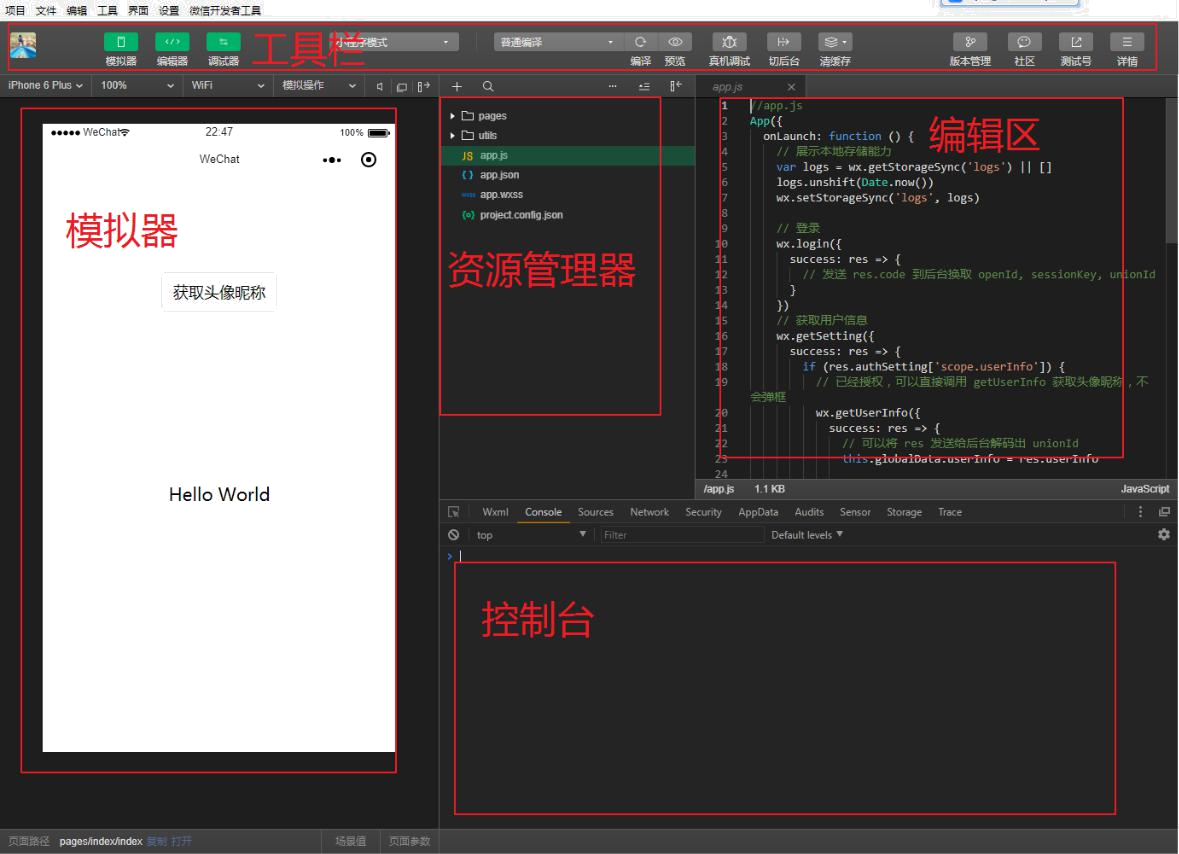 项目 文件 编辑 工具 界面 设置 微信开发者工具
模拟器 编辑器 调试器 工具栏 小程序模式 普通编译 编译 预览 真机调试 切后台 清缓存 版本管理 社区 测试号 详情
iPhone 6 Plus 100% WiFi 模拟操作
app.js
WeChat 22:47 100%
WeChat
模拟器
获取头像昵称
Hello World
pages
utils
JS app.js
{ } app.json
wxss app.wxss
{o} project.config.json
资源管理器
编辑区
1 //app.js
2 App({
3 onLaunch: function () {
4 // 展示本地存储能力
5 var logs = wx.getStorageSync('logs') || []
6 logs.unshift(Date.now())
7 wx.setStorageSync('logs', logs)
8
9 // 登录
10 wx.login({
11 success: res => {
12 // 发送 res.code 到后台换取 openId, sessionKey, unionId
13 }
14 })
15 // 获取用户信息
16 wx.getSetting({
17 success: res => {
18 if (res.authSetting['scope.userInfo']) {
19 // 已经授权，可以直接调用 getUserInfo 获取头像昵称，不
会弹框
20 wx.getUserInfo({
21 success: res => {
22 // 可以将 res 发送给后台解码出 unionId
23 this.globalData.userInfo = res.userInfo
24
/app.js 1.1 KB JavaScript
Wxml Console Sources Network Security AppData Audits Sensor Storage Trace
top Filter Default levels
控制台
页面路径 pages/index/index 复制 打开 场景值 页面参数